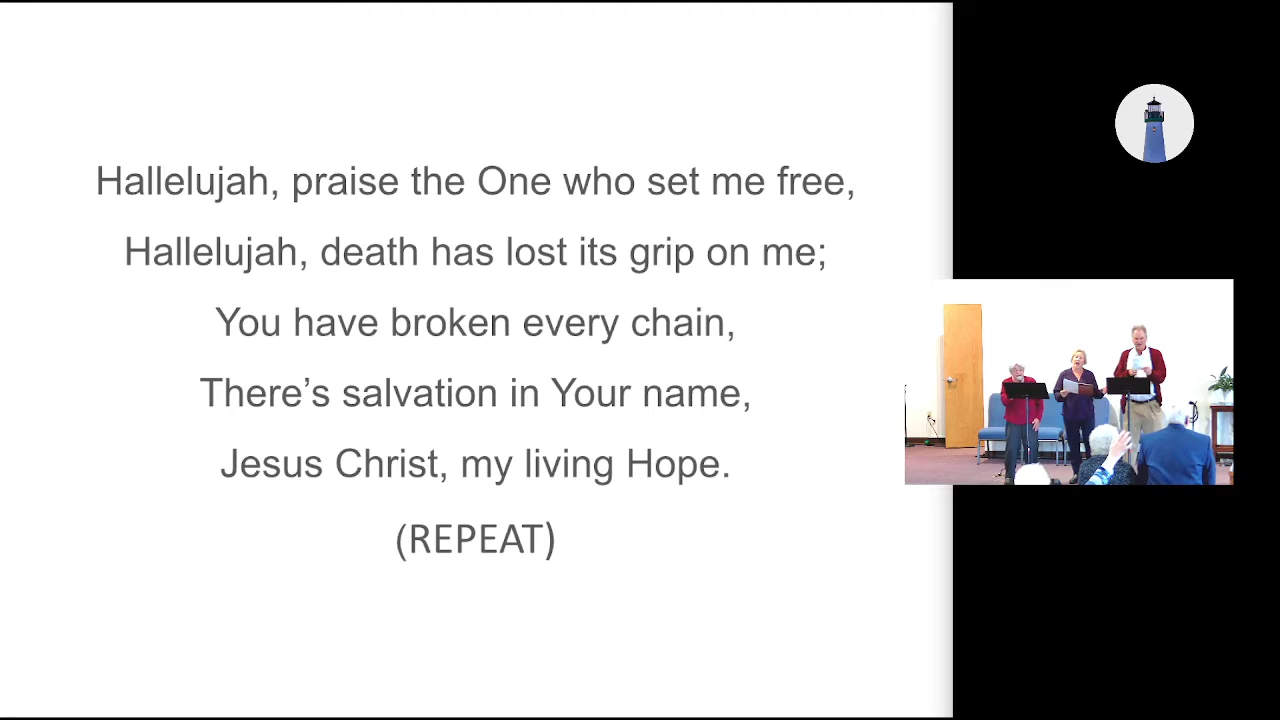 Hallelujah, praise the One who set me free,
Hallelujah, death has lost its grip on me;
You have broken every chain,
There’s salvation in Your name,
Jesus Christ, my living Hope.
(REPEAT)